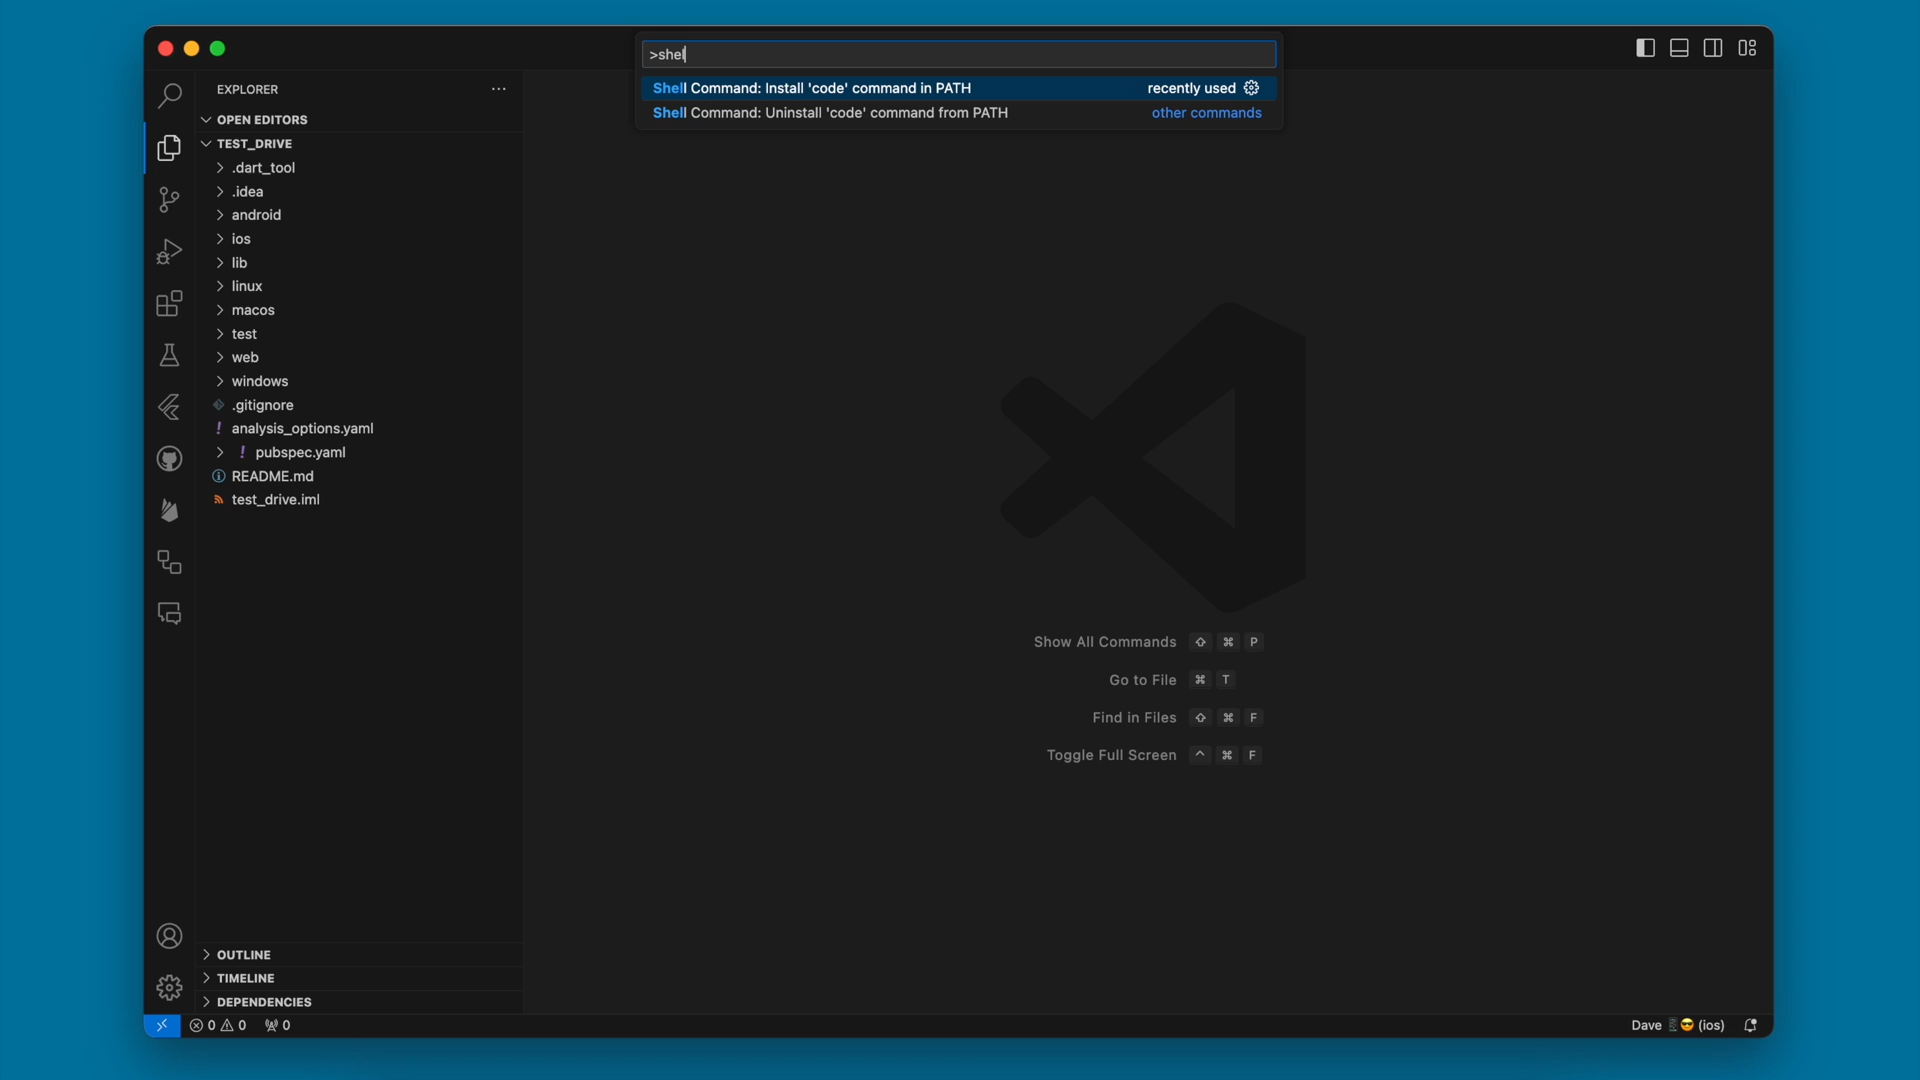 >shel
Shell Command: Install 'code' command in PATH recently used
Shell Command: Uninstall 'code' command from PATH other commands
EXPLORER
OPEN EDITORS
TEST_DRIVE
.dart_tool
.idea
android
ios
lib
linux
macos
test
web
windows
.gitignore
! analysis_options.yaml
! pubspec.yaml
README.md
test_drive.iml
Show All Commands ⇧ ⌘ P
Go to File ⌘ T
Find in Files ⇧ ⌘ F
Toggle Full Screen ^ ⌘ F
OUTLINE
TIMELINE
DEPENDENCIES
0 0 0
Dave 📱😎 (ios)